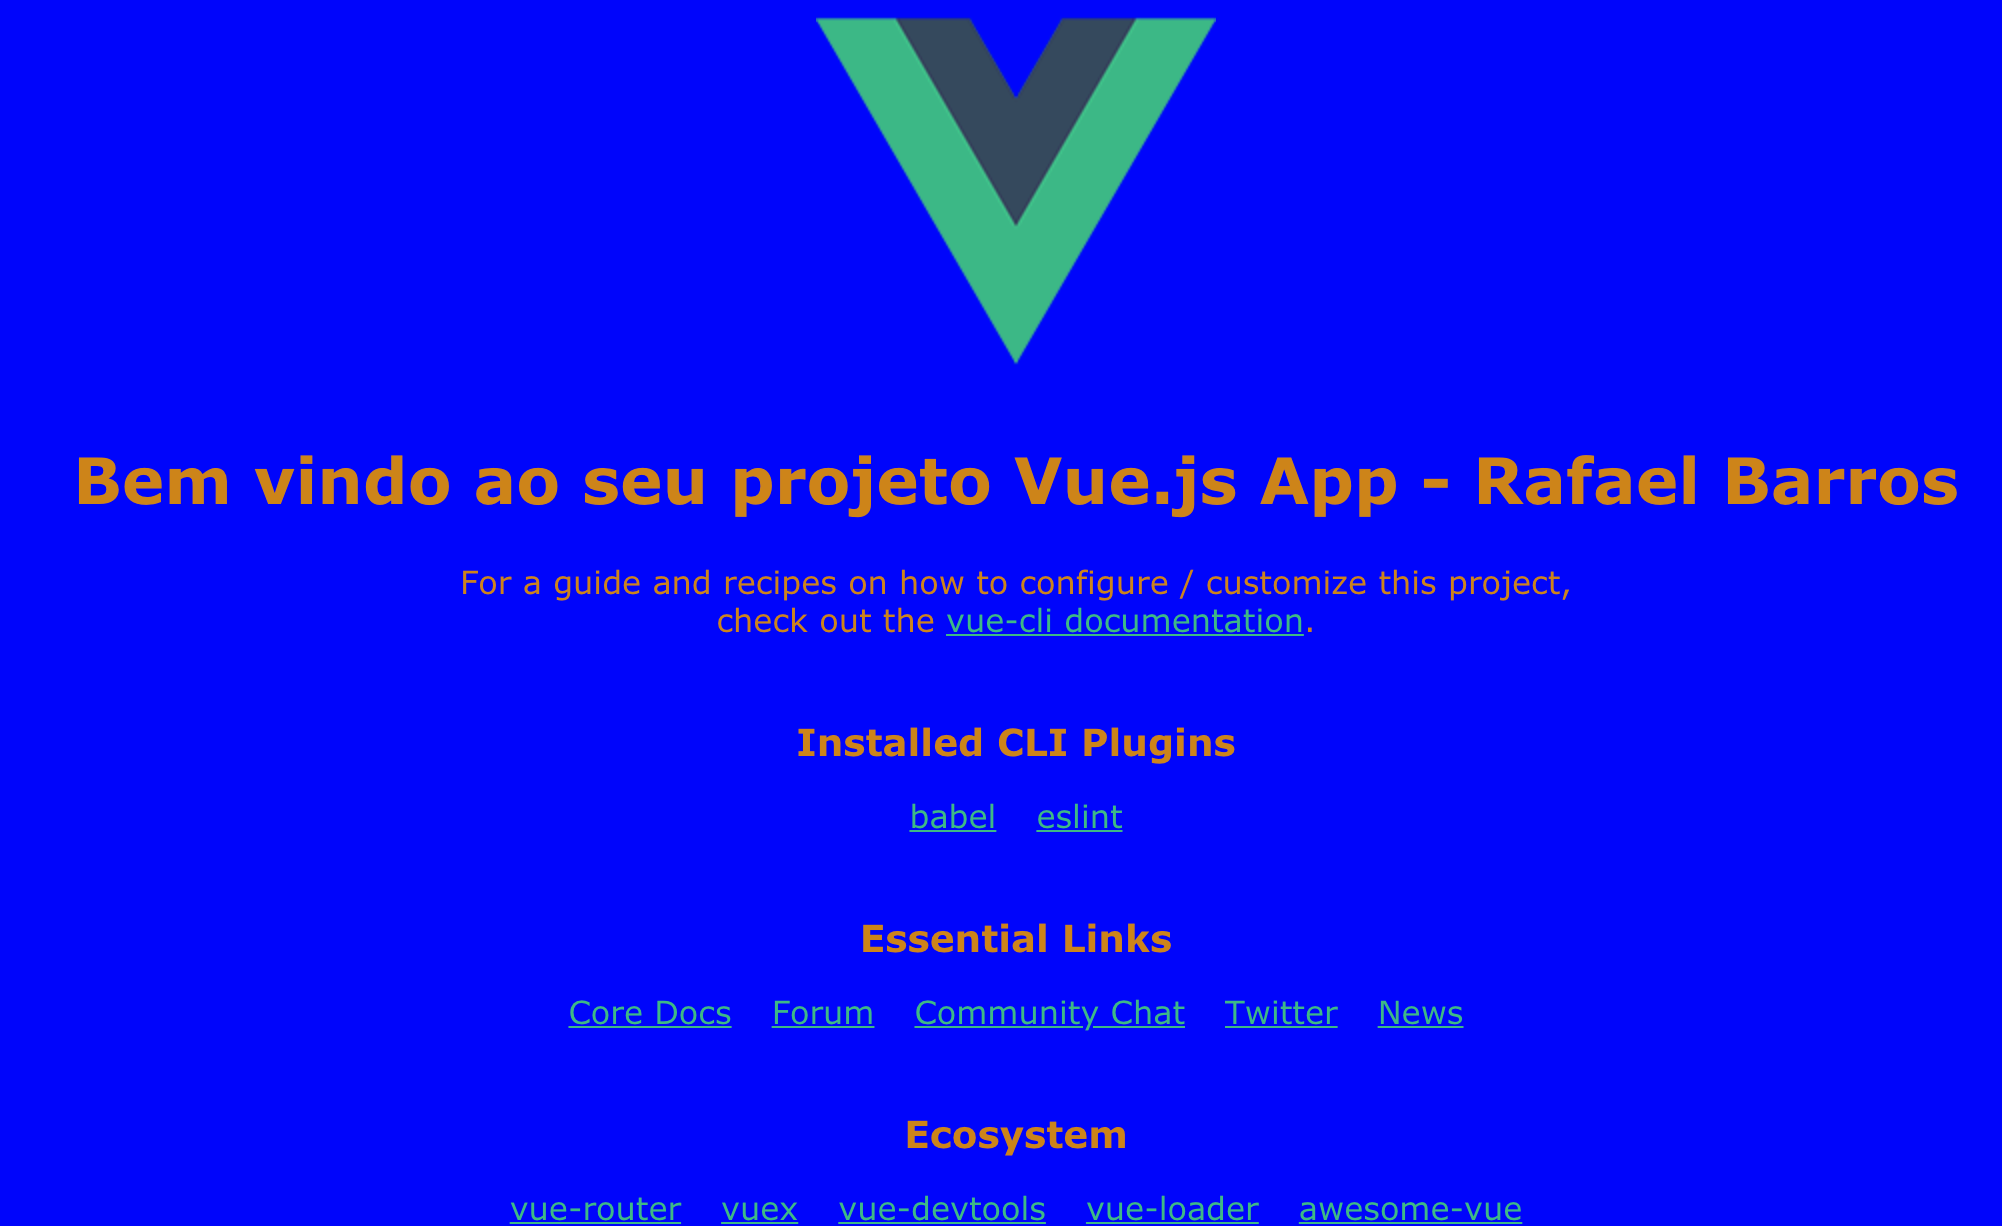 Bem vindo ao seu projeto Vue.js App - Rafael Barros
For a guide and recipes on how to configure / customize this project,
check out the vue-cli documentation.
Installed CLI Plugins
babel eslint
Essential Links
Core Docs Forum Community Chat Twitter News
Ecosystem
vue-router vuex vue-devtools vue-loader awesome-vue